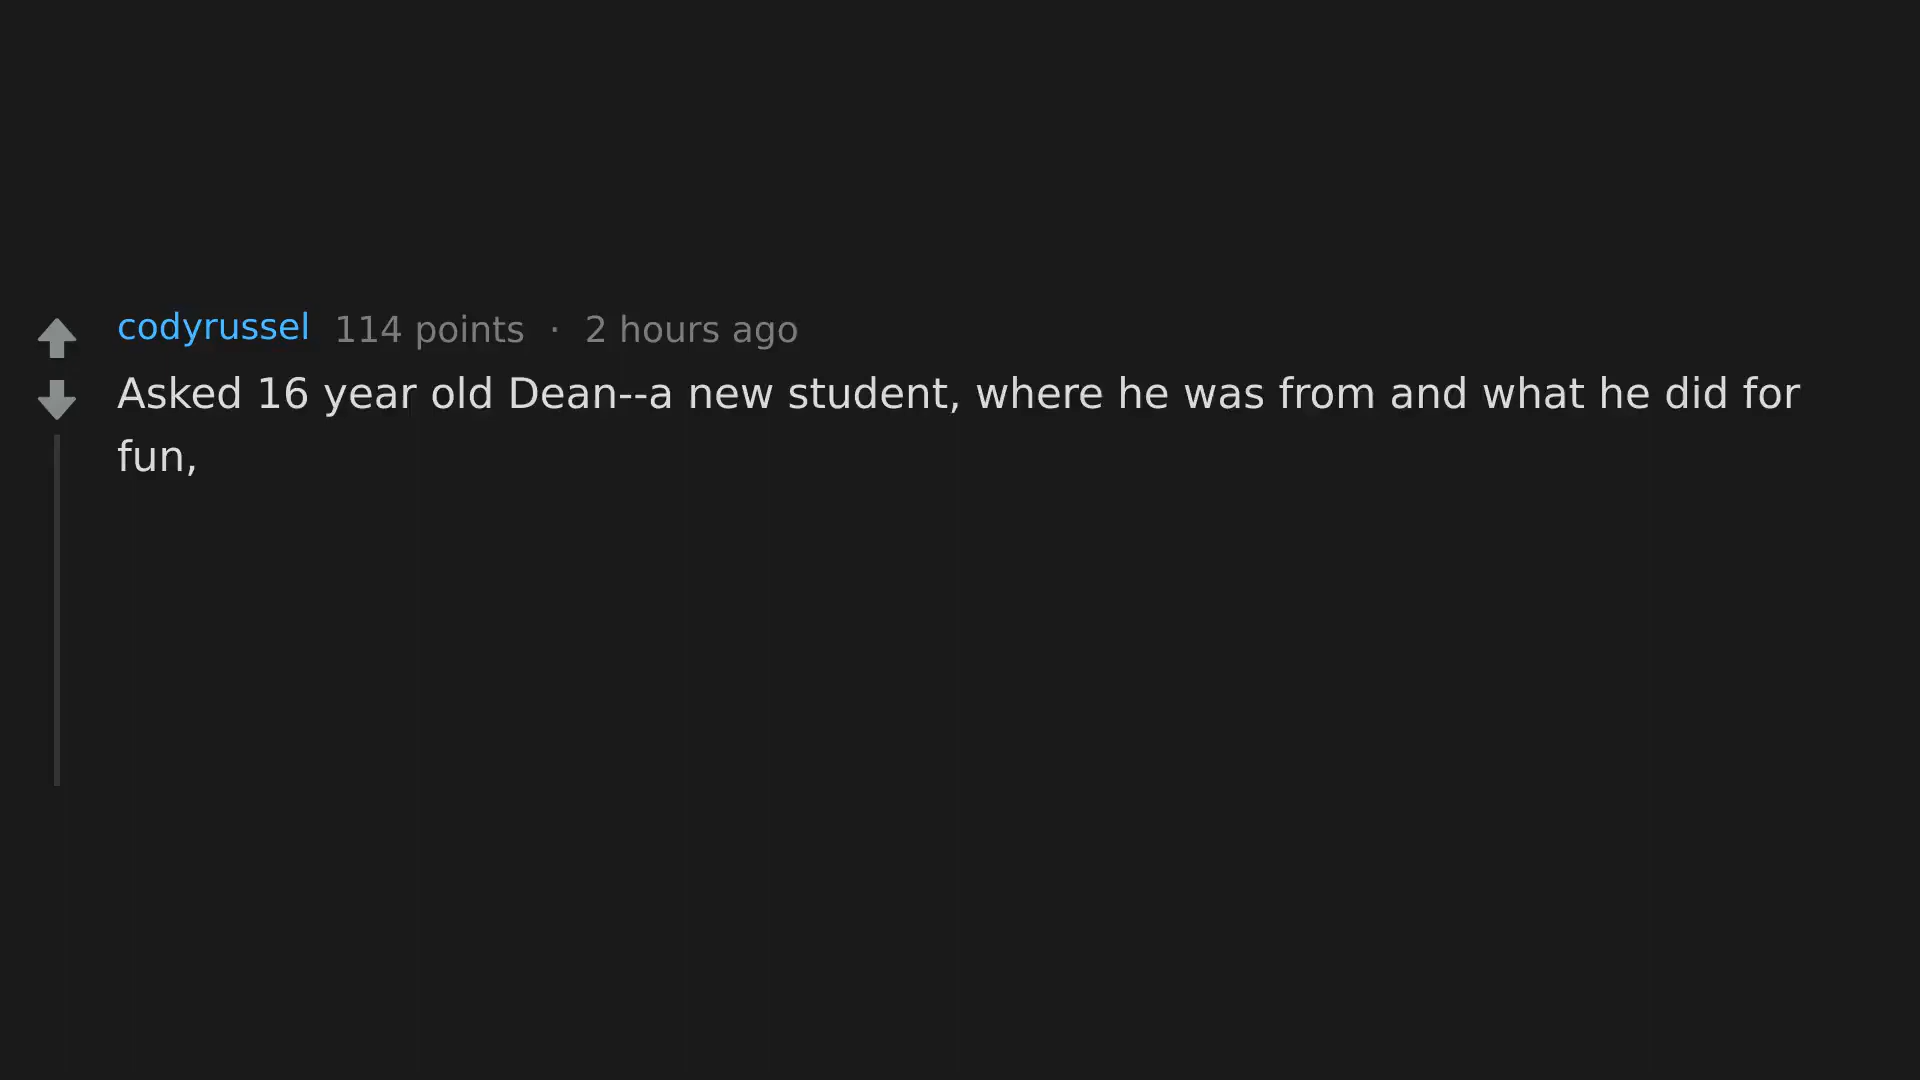 codyrussel 114 points · 2 hours ago
Asked 16 year old Dean--a new student, where he was from and what he did for
fun,